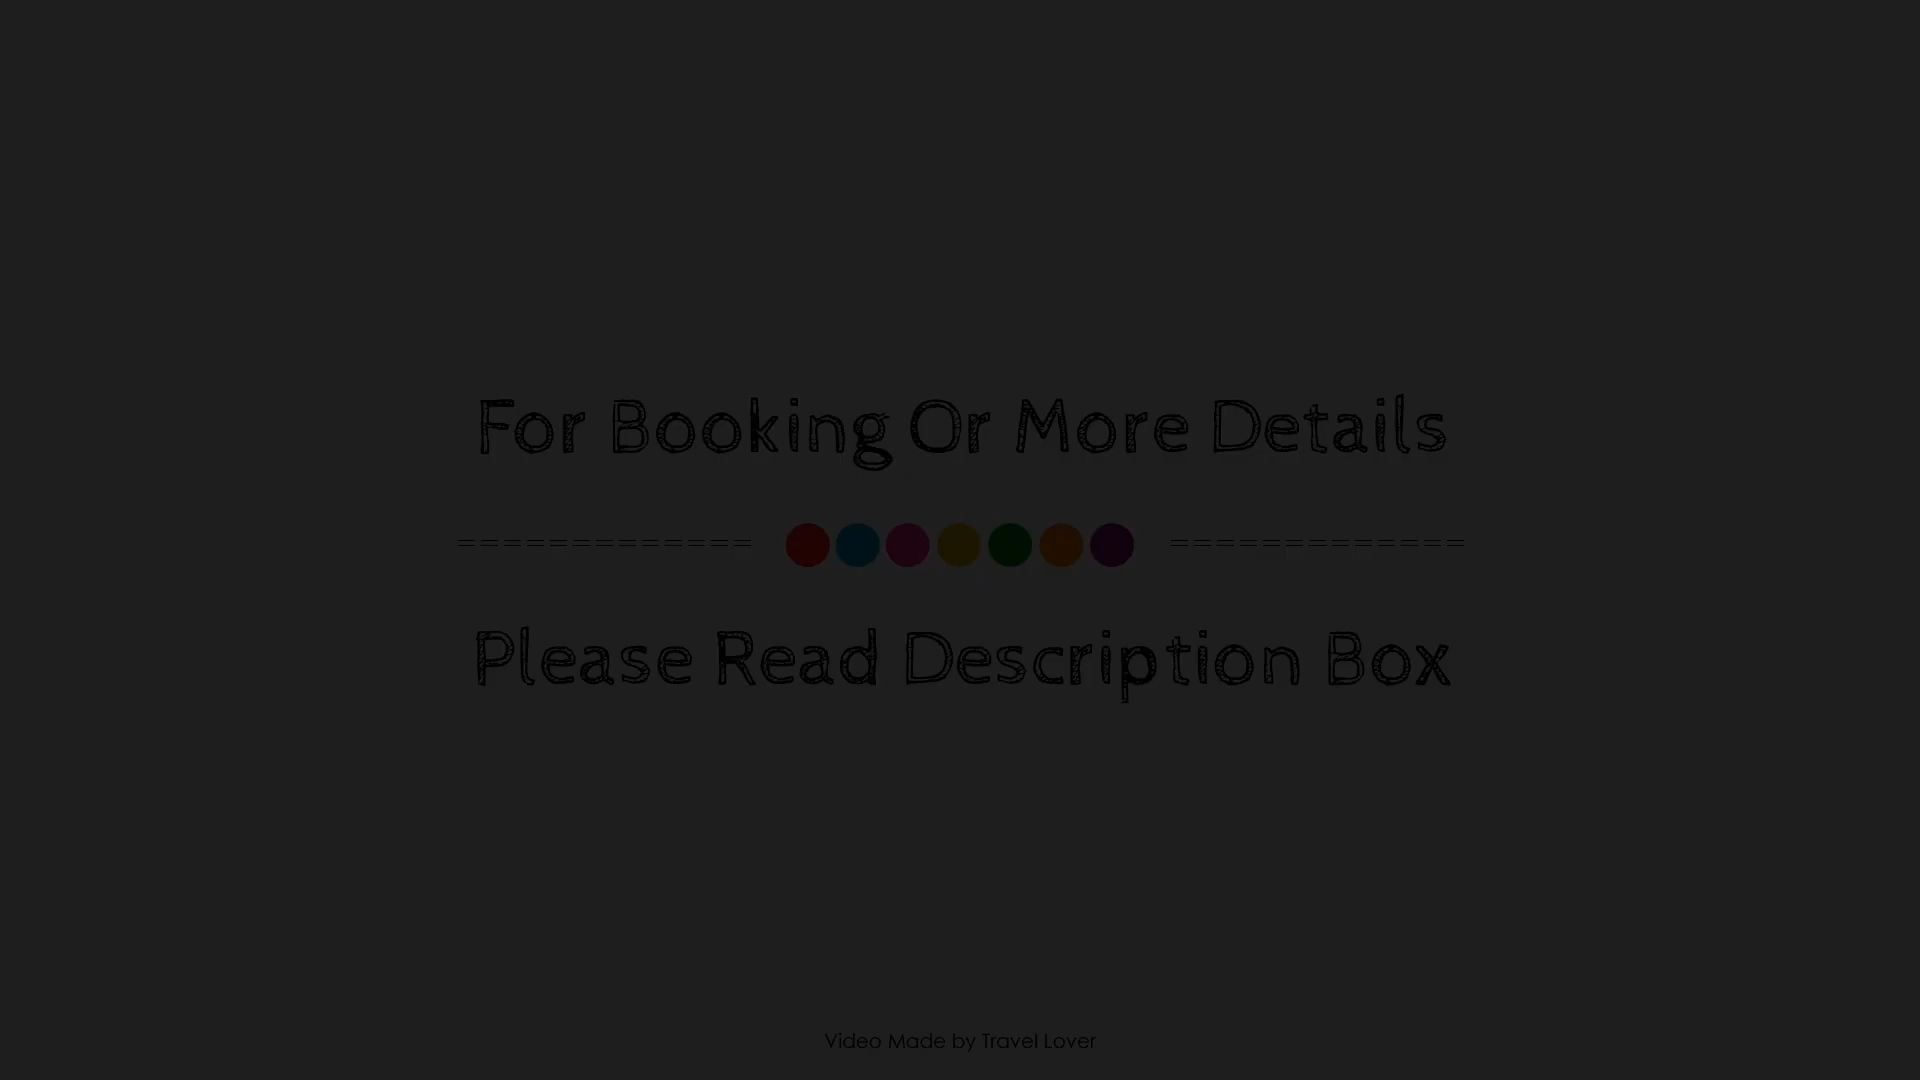 For Booking Or More Details
============= =============
Please Read Description Box
Video Made by Travel Lover